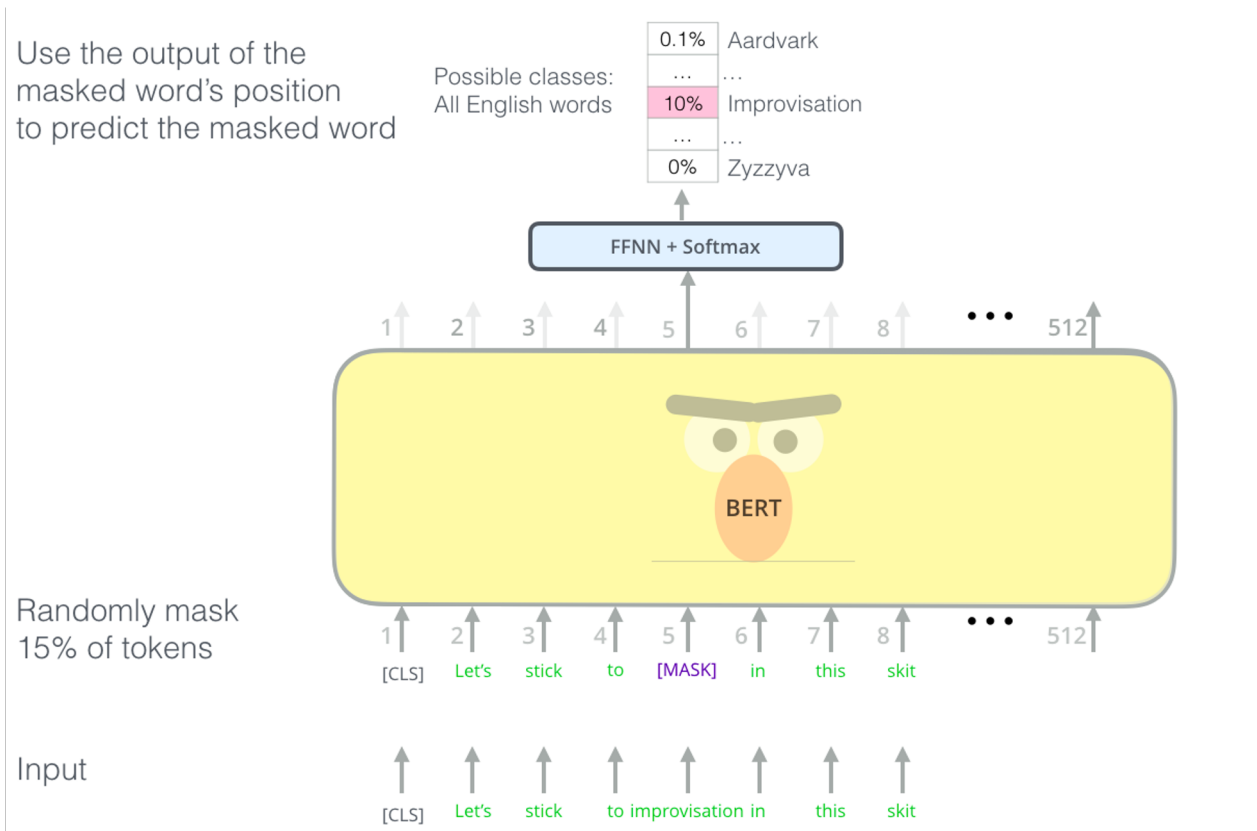 Use the output of the
masked word's position
to predict the masked word
Possible classes:
All English words
0.1% Aardvark
... ...
10% Improvisation
... ...
0% Zyzzyva
FFNN + Softmax
1 2 3 4 5 6 7 8 ••• 512
BERT
Randomly mask
15% of tokens
1 2 3 4 5 6 7 8 ••• 512
[CLS] Let's stick to [MASK] in this skit
Input
[CLS] Let's stick to improvisation in this skit